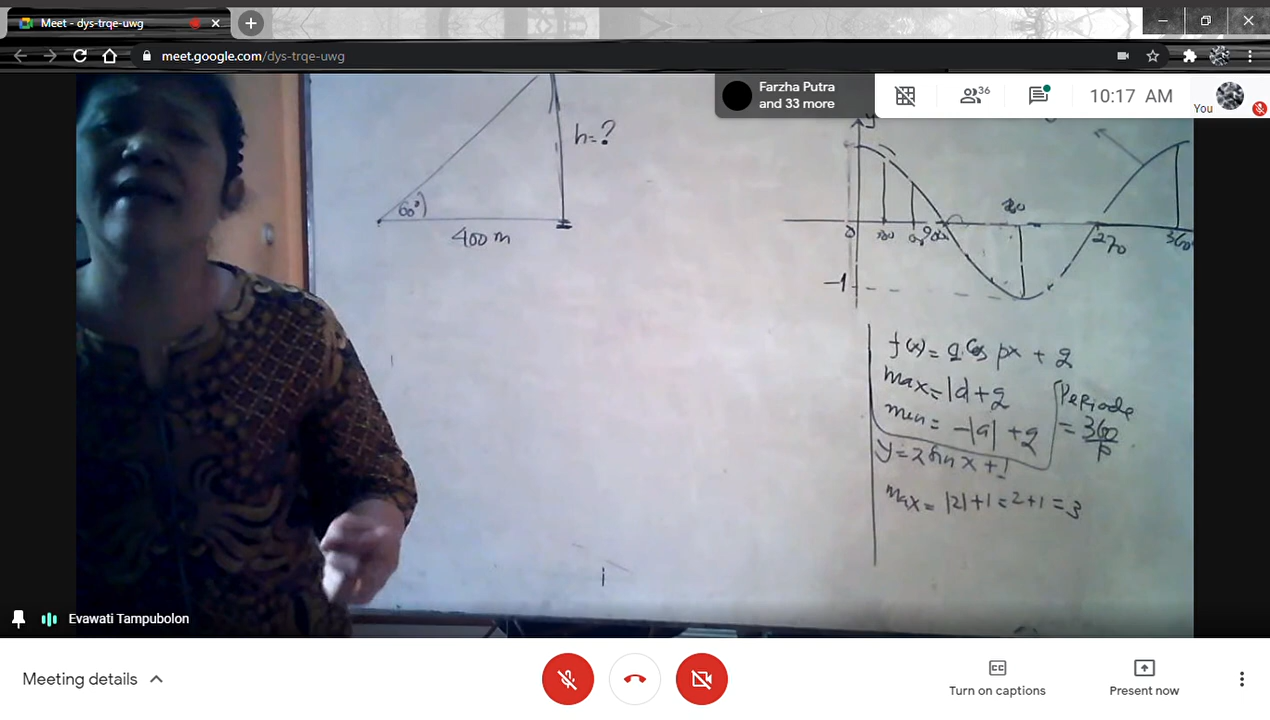 Meet - dys-trqe-uwg
meet.google.com/dys-trqe-uwg
Farzha Putra
and 33 more
36
10:17 AM
You
h=?
60°
400 m
y
0
90
180
270
360
-1
f(x)= a cos px + q
max=|a|+q
min= -|a|+q
Periode
= 360
p
y=2 sin x+1
max= |2|+1=2+1=3
Evawati Tampubolon
Meeting details
CC
Turn on captions
Present now